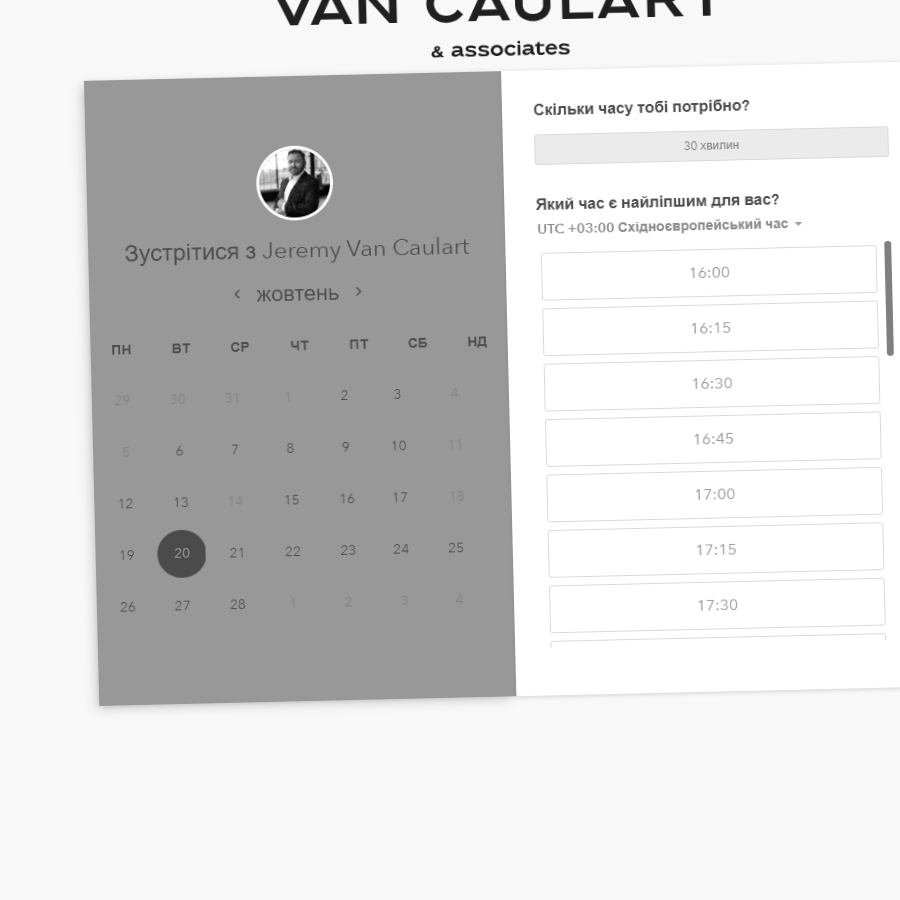 VAN CAULART
& associates
Зустрітися з Jeremy Van Caulart
жовтень
ПН ВТ СР ЧТ ПТ СБ НД
29 30 31 1 2 3 4
5 6 7 8 9 10 11
12 13 14 15 16 17 18
19 20 21 22 23 24 25
26 27 28 1 2 3 4
Скільки часу тобі потрібно?
30 хвилин
Який час є найліпшим для вас?
UTC +03:00 Східноєвропейський час
16:00
16:15
16:30
16:45
17:00
17:15
17:30